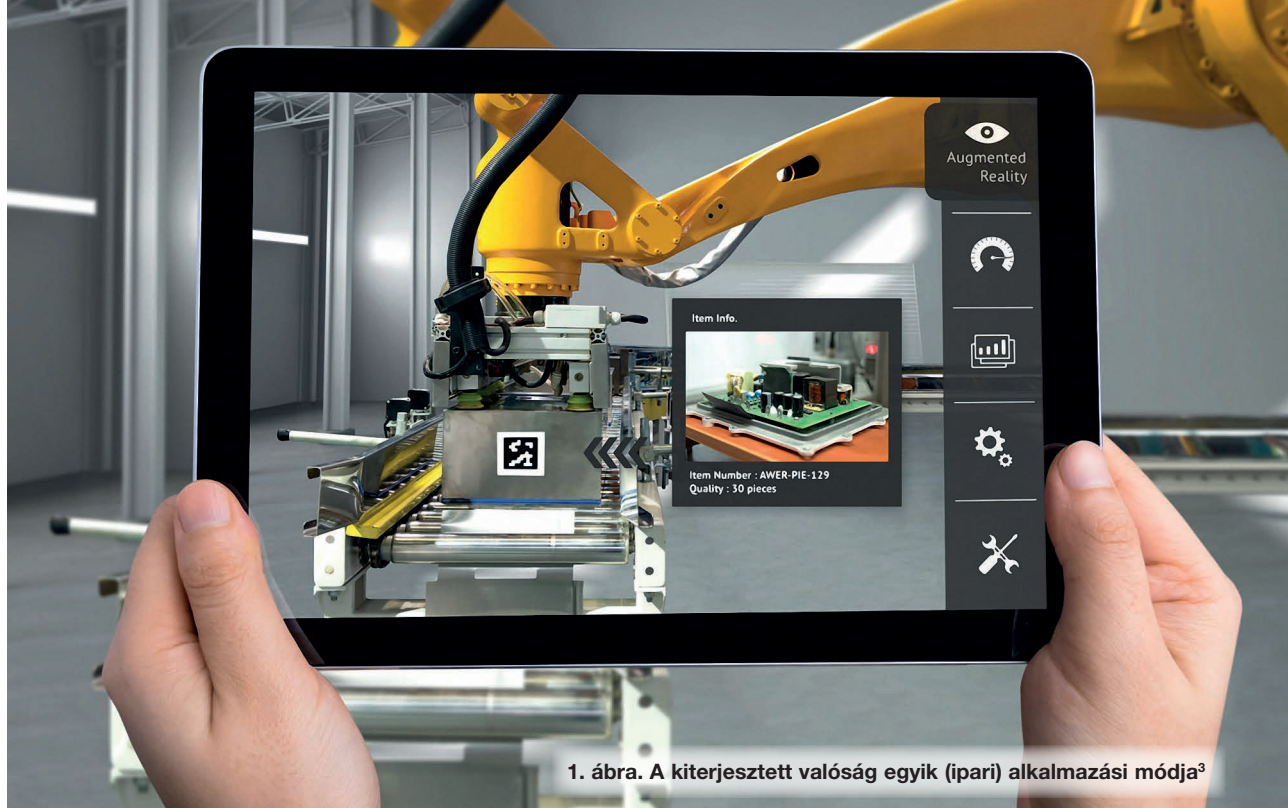 Augmented
Reality
Item Info.
Item Number : AWER-PIE-129
Quality : 30 pieces
1. ábra. A kiterjesztett valóság egyik (ipari) alkalmazási módja³